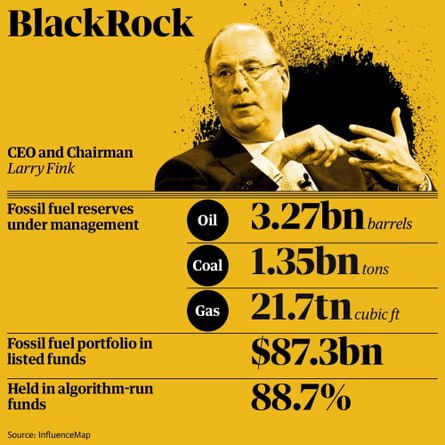 BlackRock
CEO and Chairman
Larry Fink
Fossil fuel reserves
under management
Oil 3.27bn barrels
Coal 1.35bn tons
Gas 21.7tn cubic ft
Fossil fuel portfolio in
listed funds
$87.3bn
Held in algorithm-run
funds
88.7%
Source: InfluenceMap